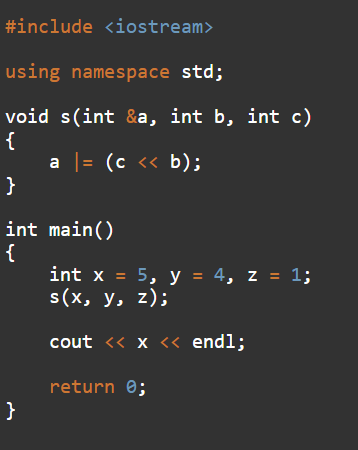 #include <iostream>
using namespace std;
void s(int &a, int b, int c)
{
    a |= (c << b);
}
int main()
{
    int x = 5, y = 4, z = 1;
    s(x, y, z);
    cout << x << endl;
    return 0;
}